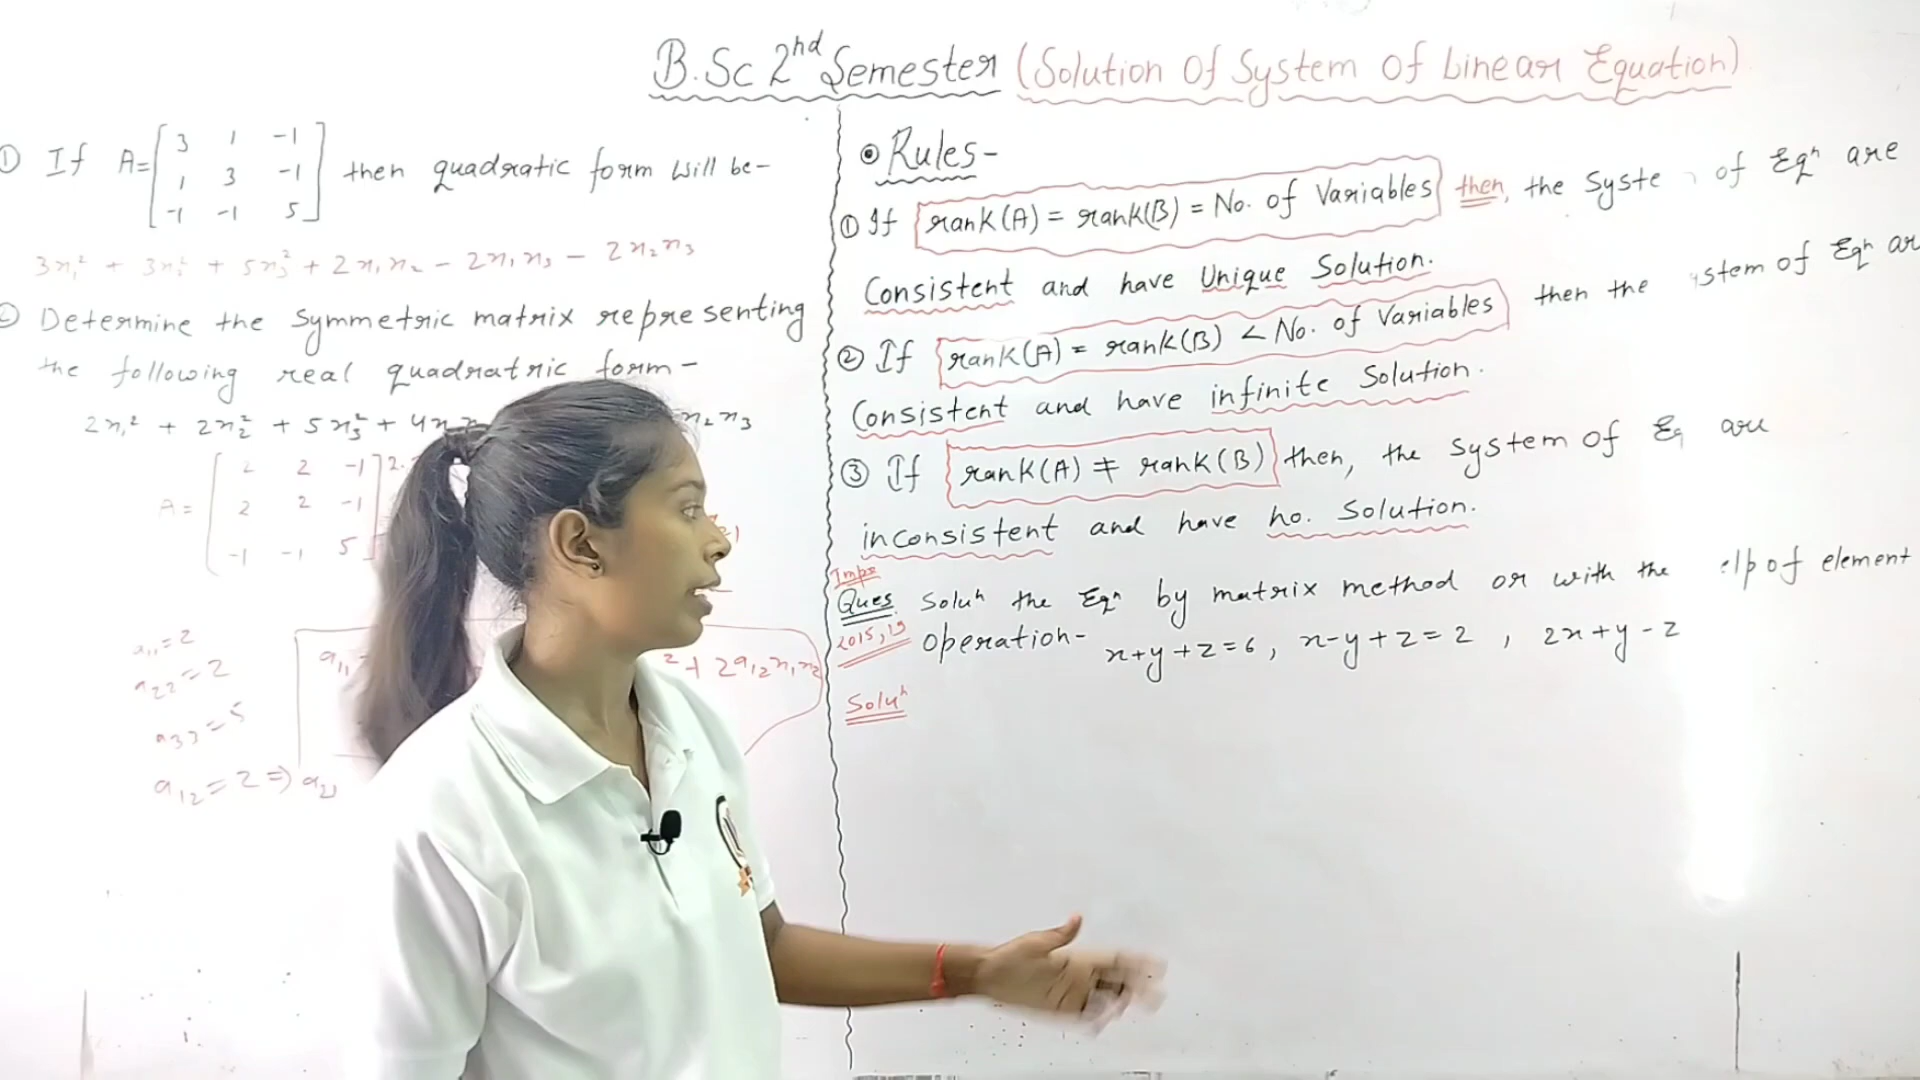 B.Sc 2nd Semester (Solution Of System Of Linear Equation)
① If A = [3 1 -1
1 3 -1
-1 -1 5] then quadratic form will be-
3x₁² + 3x₂² + 5x₃² + 2x₁x₂ - 2x₁x₃ - 2x₂x₃
Determine the symmetric matrix representing
the following real quadratric form-
2x₁² + 2x₂² + 5x₃² + 4x x₂x₃
A = [2 2 -1
2 2 -1
-1 -1 5]
a₁₁=2
a₂₂=2
a₃₃=5
a₁₂=2 ⇒ a₂₁
a₁₁ ² + 2a₁₂x₁x₂
Rules-
① If rank(A) = rank(B) = No. of Variables then, the Syste of Eqn are
Consistent and have Unique Solution.
② If rank(A) = rank(B) < No. of Variables then the stem of Eqn ar
Consistent and have infinite Solution.
③ If rank(A) ≠ rank(B) then, the System of Eq are
inconsistent and have no. Solution.
Imps
Ques Solun the Eqn by matrix method or with the elp of element
2015, 19 operation- x+y+z=6, x-y+z=2, 2x+y-z
Solun